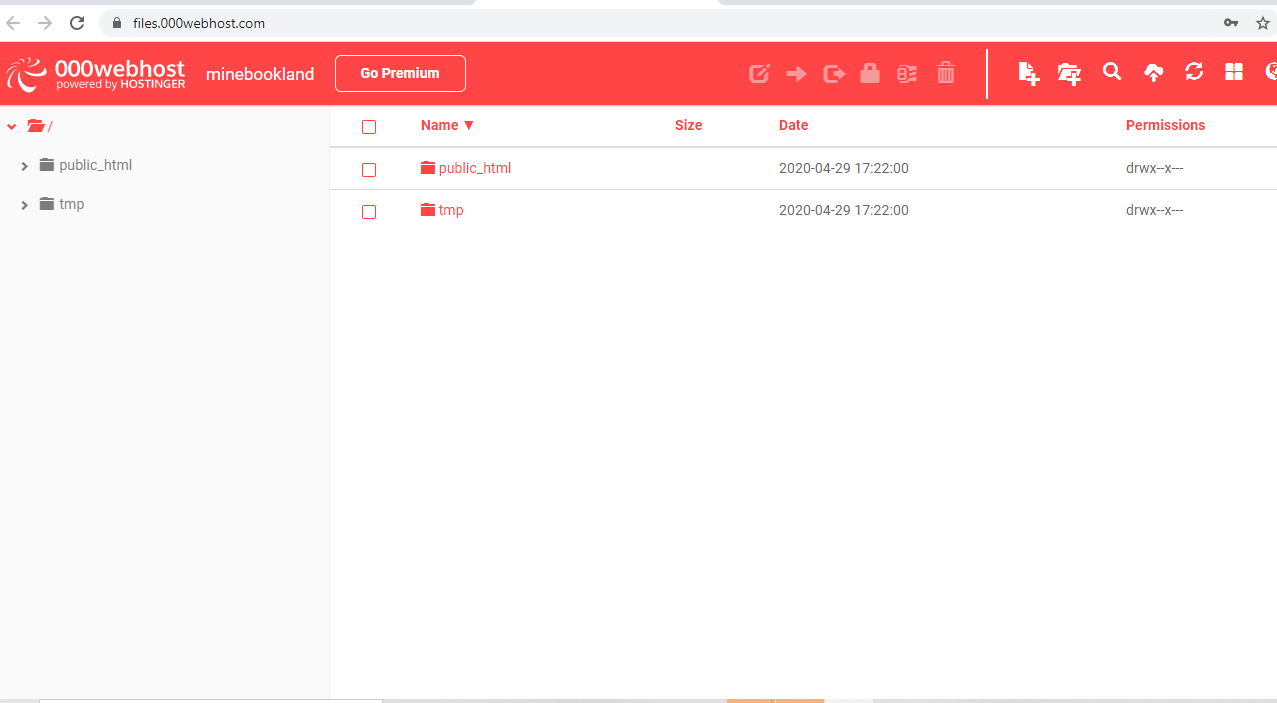 files.000webhost.com
000webhost
powered by HOSTINGER
minebookland
Go Premium
/
public_html
tmp
Name ▼ Size Date Permissions
public_html 2020-04-29 17:22:00 drwx--x---
tmp 2020-04-29 17:22:00 drwx--x---